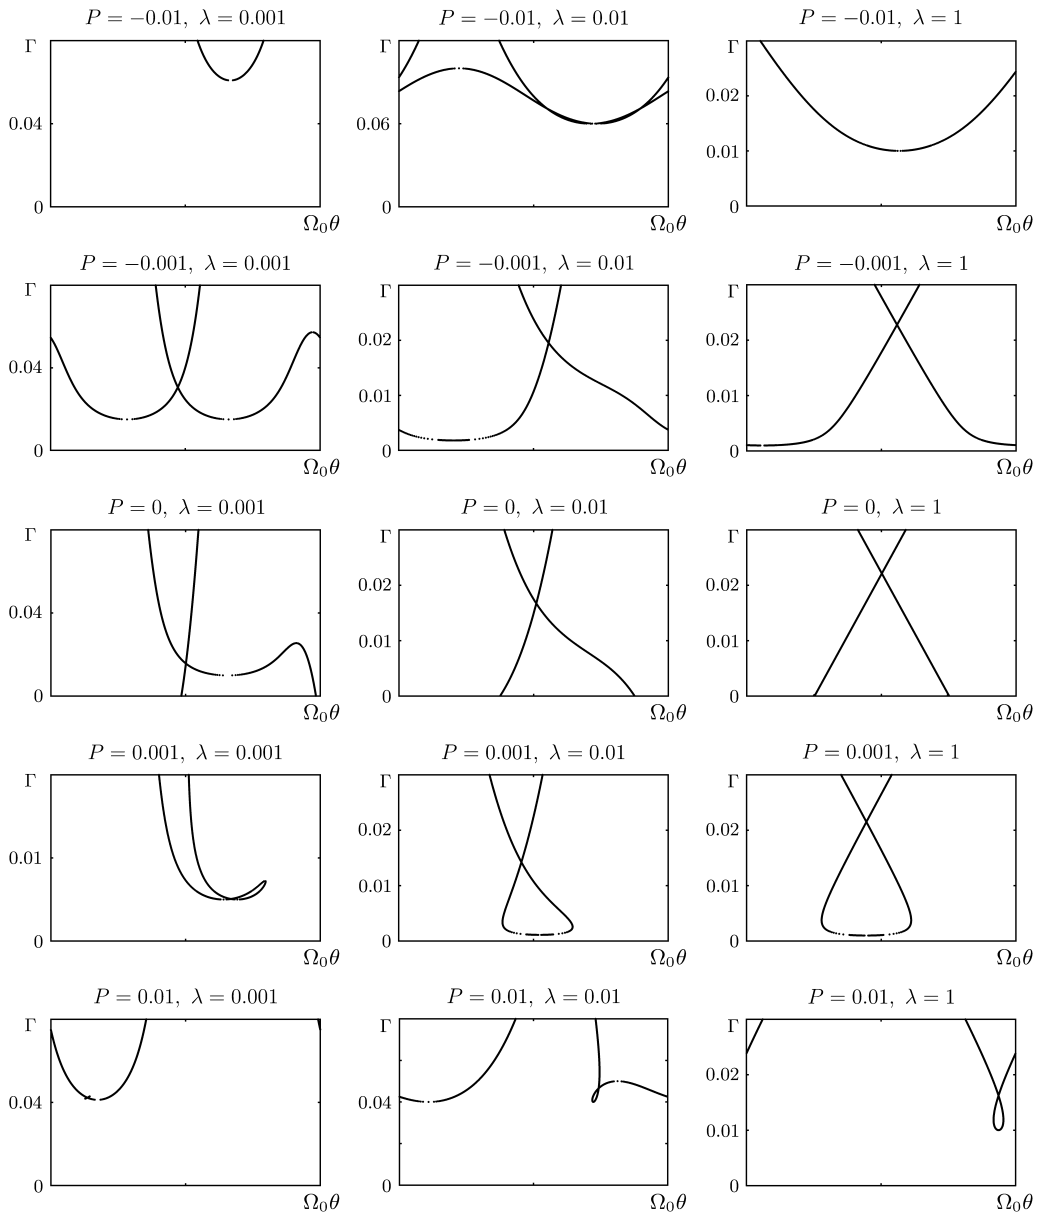 P = −0.01, λ = 0.001 P = −0.01, λ = 0.01 P = −0.01, λ = 1
Γ Γ Γ
0.04 0.06 0.02
0.01
0 0 0
Ω₀θ Ω₀θ Ω₀θ
P = −0.001, λ = 0.001 P = −0.001, λ = 0.01 P = −0.001, λ = 1
Γ Γ Γ
0.04 0.02 0.02
0.01 0.01
0 0 0
Ω₀θ Ω₀θ Ω₀θ
P = 0, λ = 0.001 P = 0, λ = 0.01 P = 0, λ = 1
Γ Γ Γ
0.04 0.02 0.02
0.01 0.01
0 0 0
Ω₀θ Ω₀θ Ω₀θ
P = 0.001, λ = 0.001 P = 0.001, λ = 0.01 P = 0.001, λ = 1
Γ Γ Γ
0.01 0.02 0.02
0.01 0.01
0 0 0
Ω₀θ Ω₀θ Ω₀θ
P = 0.01, λ = 0.001 P = 0.01, λ = 0.01 P = 0.01, λ = 1
Γ Γ Γ
0.04 0.04 0.02
0.01
0 0 0
Ω₀θ Ω₀θ Ω₀θ